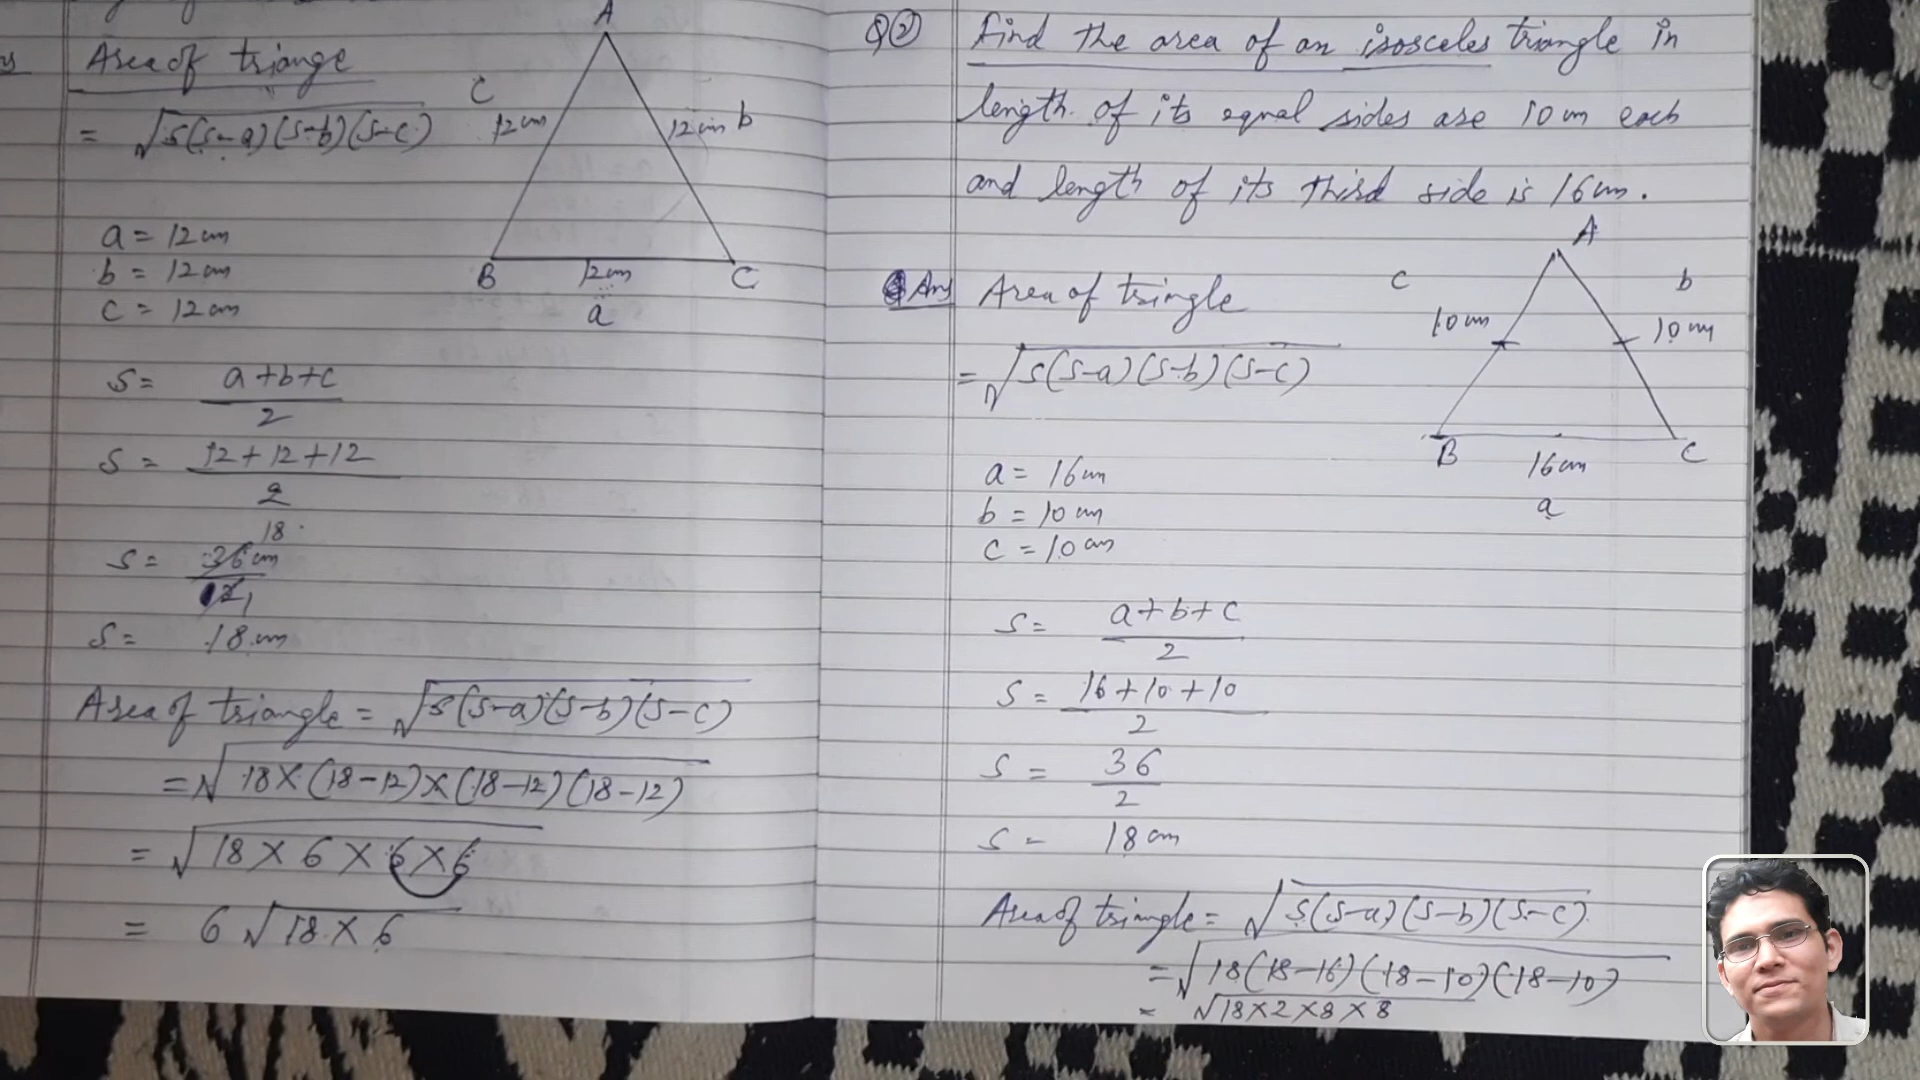 Area of triange
= √s(s-a)(s-b)(s-c)
A
C
12cm
12cm b
B
12cm
C
a
a = 12cm
b = 12cm
c = 12cm
s= a+b+c
2
s = 12+12+12
2
18
s= 36cm
2 1
s= 18cm
Area of triangle = √s(s-a)(s-b)(s-c)
=√18×(18-12)×(18-12)(18-12)
= √18×6×6×6
= 6√18×6
Q② Find the area of an isosceles triangle in
length of its equal sides are 10cm each
and length of its third side is 16cm.
Ans Area of tringle
=√s(s-a)(s-b)(s-c)
A
c
b
10cm
10cm
B
16cm
C
a
a = 16cm
b = 10cm
c = 10cm
s= a+b+c
2
s= 16+10+10
2
s = 36
2
s = 18cm
Area of triangle = √s(s-a)(s-b)(s-c)
=√18(18-16)(18-10)(18-10)
= √18×2×8×8